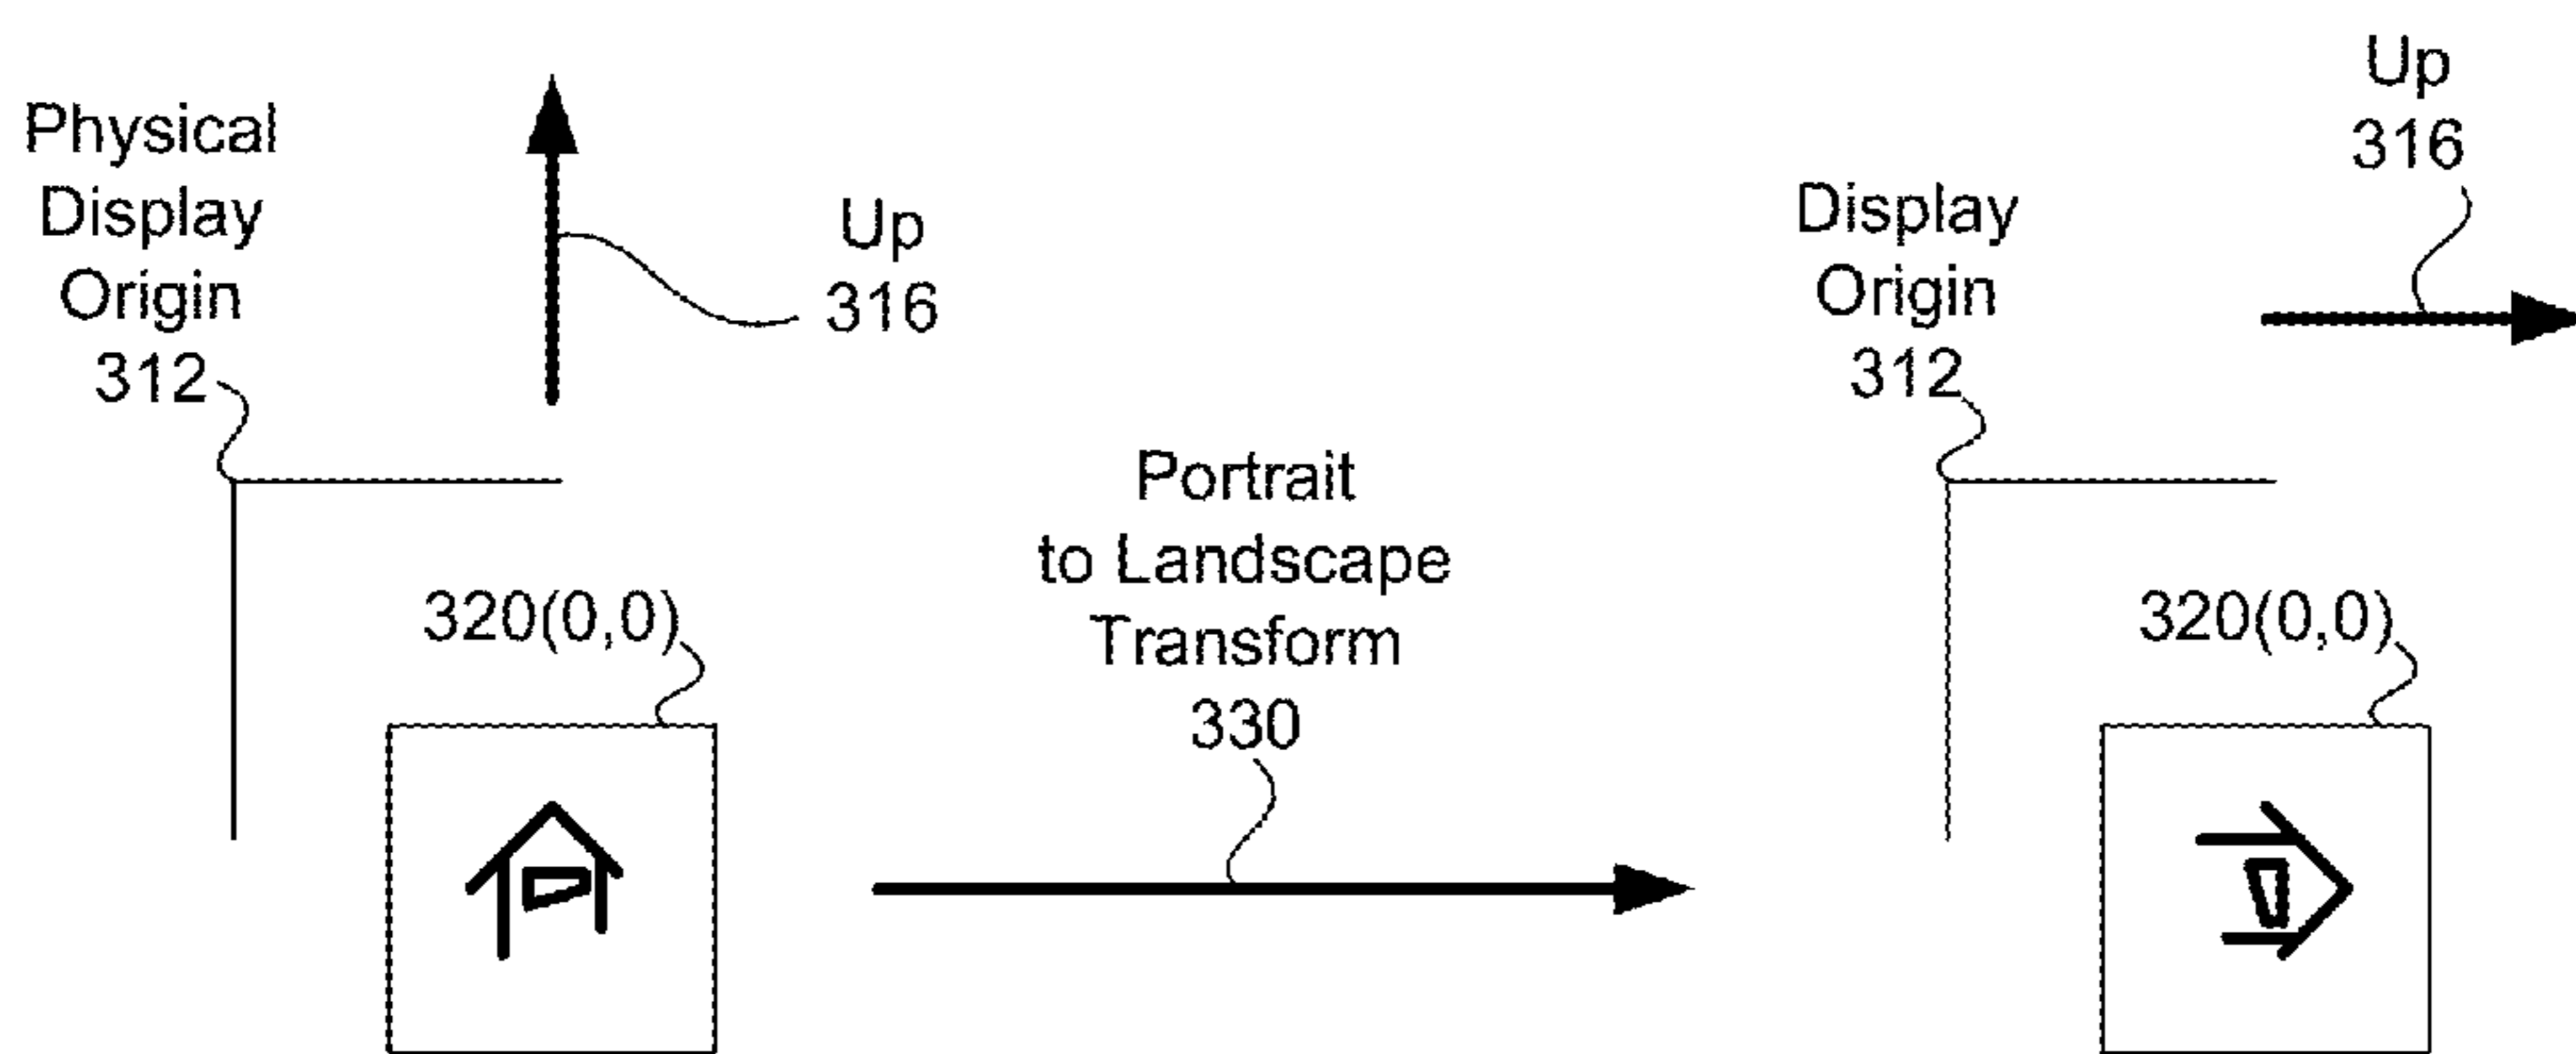 Physical
Display
Origin
312
Up
316
320(0,0)
Portrait
to Landscape
Transform
330
Display
Origin
312
Up
316
320(0,0)